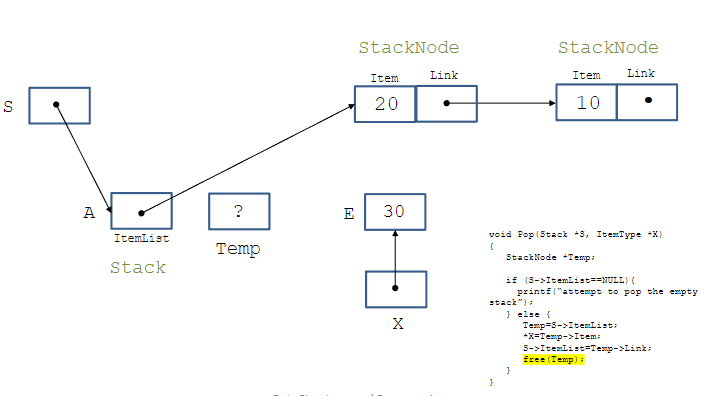 StackNode
StackNode
Item
Link
Item
Link
S
20
10
A
?
E
30
ItemList
Temp
Stack
X
void Pop(Stack *S, ItemType *X)
{
StackNode *Temp;
if (S->ItemList==NULL){
printf("attempt to pop the empty
stack");
} else {
Temp=S->ItemList;
*X=Temp->Item;
S->ItemList=Temp->Link;
free(Temp);
}
}